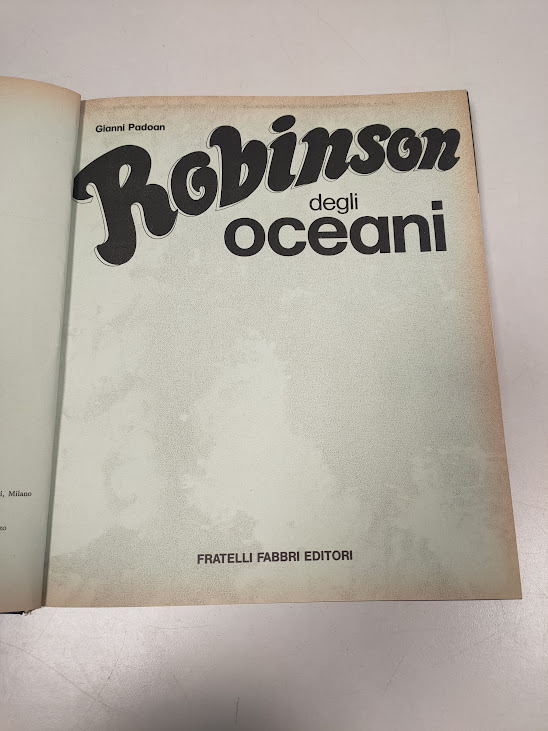 Gianni Padoan
Robinson
degli
oceani
FRATELLI FABBRI EDITORI
Milano